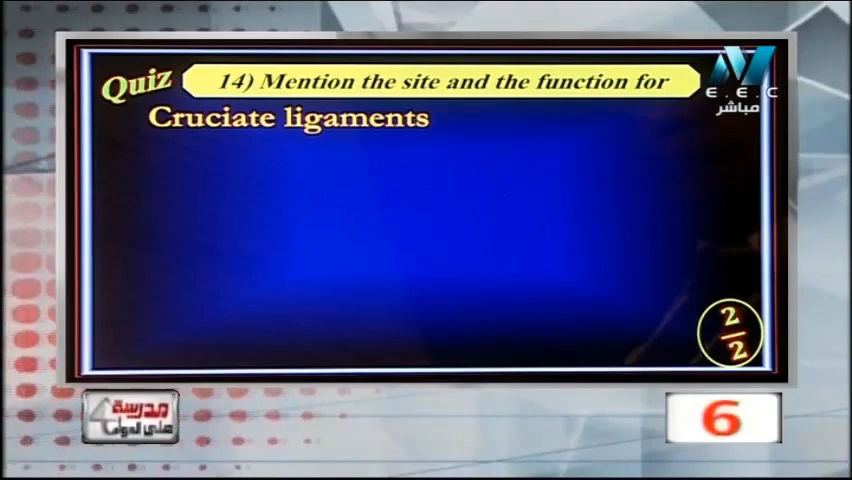 Quiz
14) Mention the site and the function for
E.E.C
مباشر
Cruciate ligaments
2
2
مدرسة
على الهواء
6